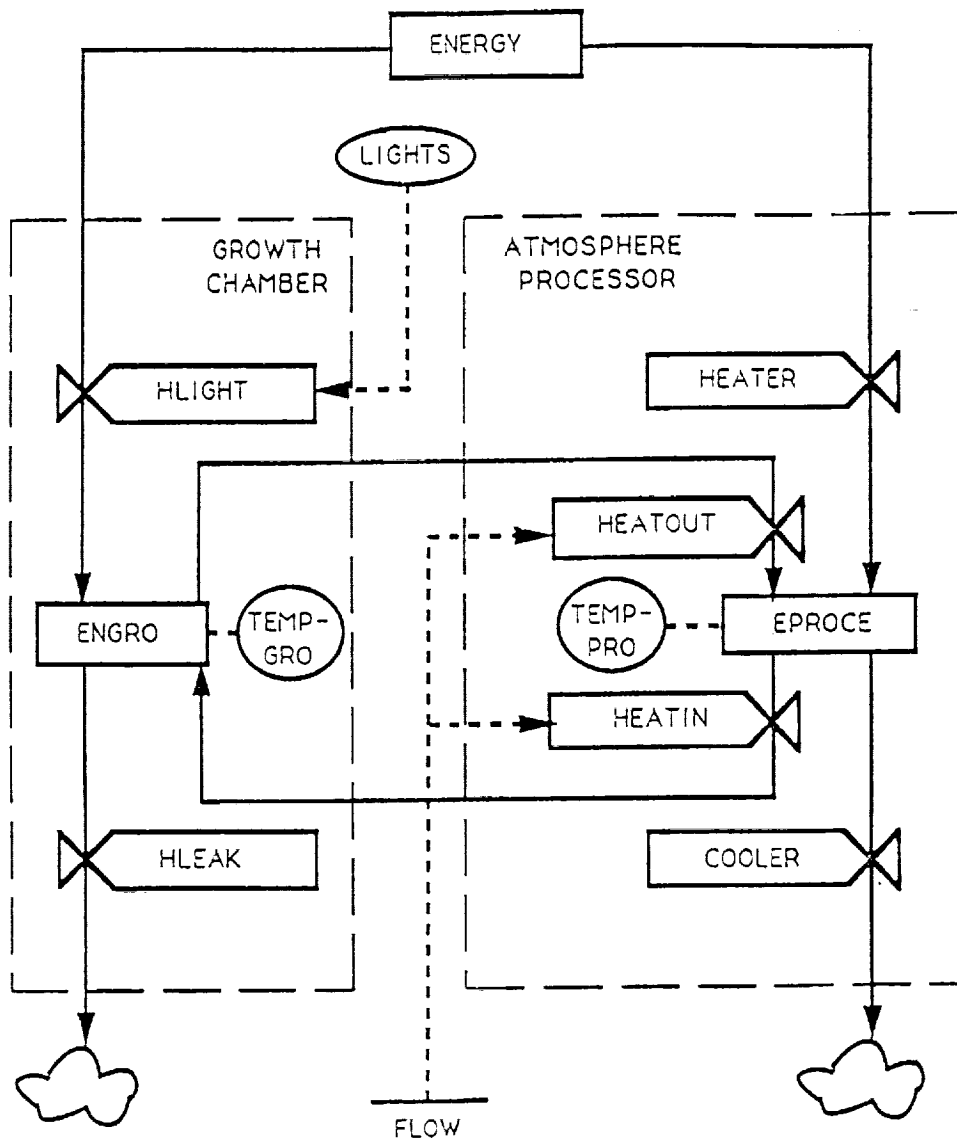 ENERGY
LIGHTS
GROWTH
CHAMBER
ATMOSPHERE
PROCESSOR
HLIGHT
HEATER
HEATOUT
ENGRO
TEMP-
GRO
TEMP-
PRO
EPROCE
HEATIN
HLEAK
COOLER
FLOW